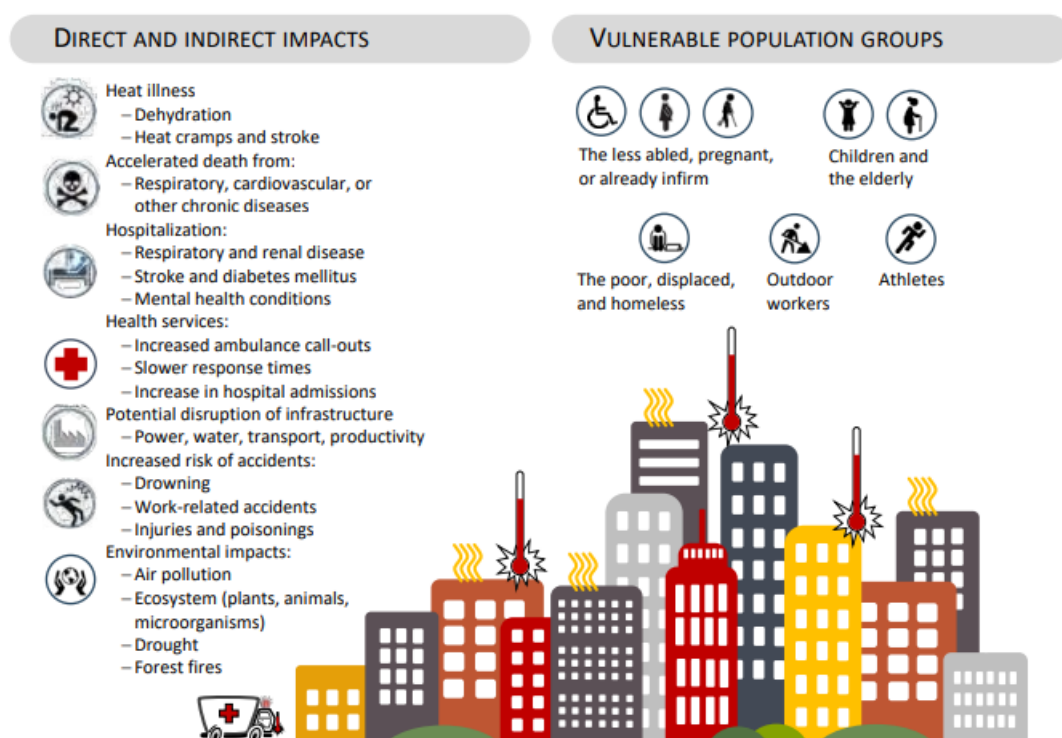 DIRECT AND INDIRECT IMPACTS
Heat illness
– Dehydration
– Heat cramps and stroke
Accelerated death from:
– Respiratory, cardiovascular, or
other chronic diseases
Hospitalization:
– Respiratory and renal disease
– Stroke and diabetes mellitus
– Mental health conditions
Health services:
– Increased ambulance call-outs
– Slower response times
– Increase in hospital admissions
Potential disruption of infrastructure
– Power, water, transport, productivity
Increased risk of accidents:
– Drowning
– Work-related accidents
– Injuries and poisonings
Environmental impacts:
– Air pollution
– Ecosystem (plants, animals,
microorganisms)
– Drought
– Forest fires
VULNERABLE POPULATION GROUPS
The less abled, pregnant,
or already infirm
Children and
the elderly
The poor, displaced,
and homeless
Outdoor
workers
Athletes